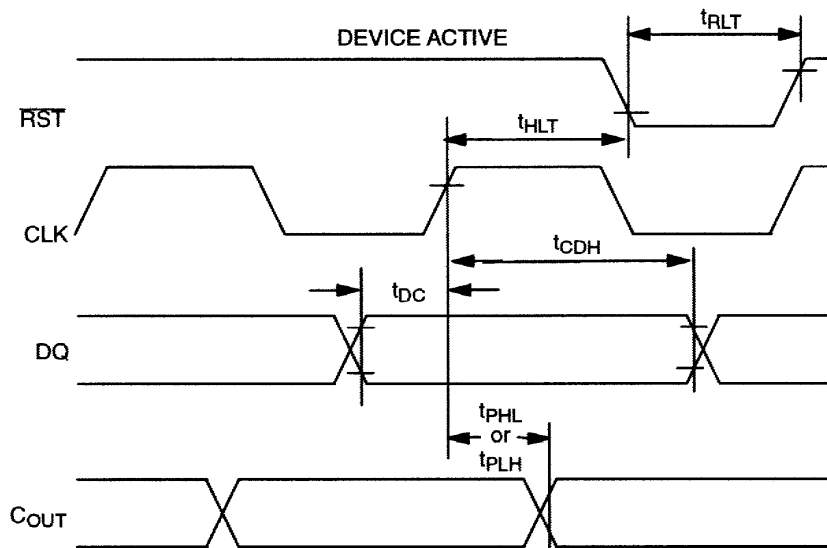 DEVICE ACTIVE
tRLT
RST
tHLT
CLK
tCDH
tDC
DQ
tPHL
or
tPLH
COUT